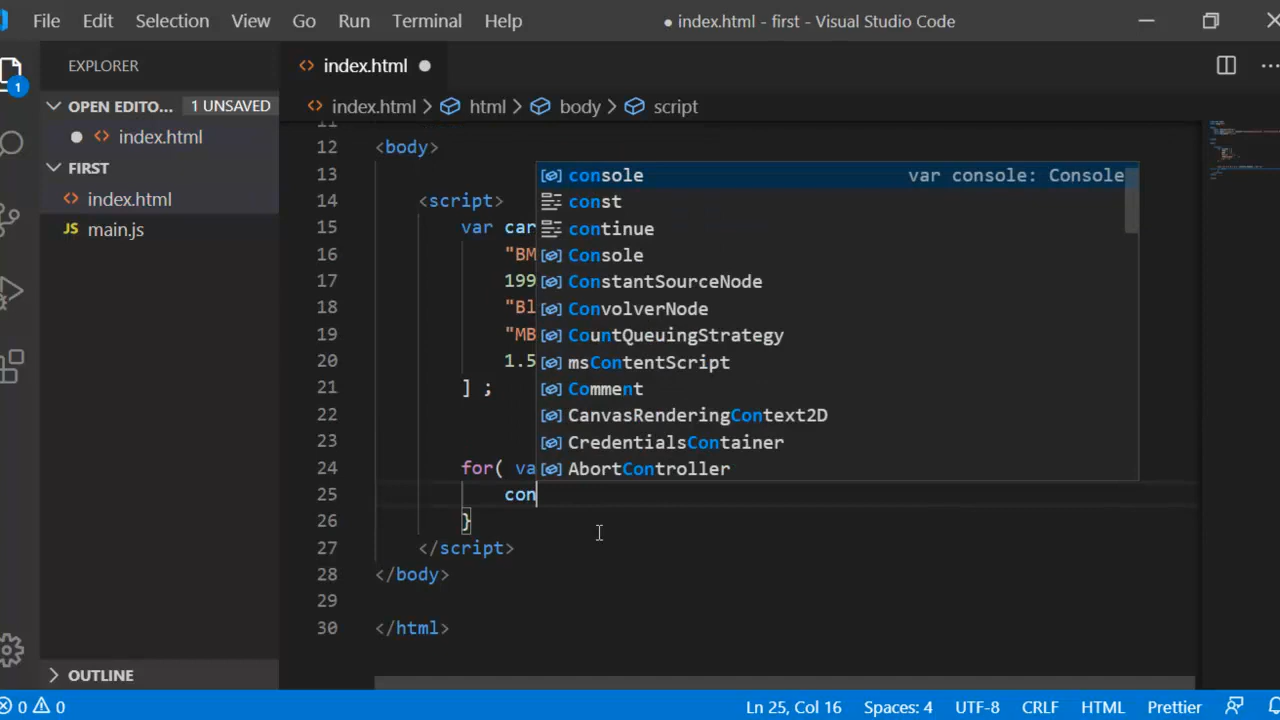 File Edit Selection View Go Run Terminal Help ● index.html - first - Visual Studio Code
EXPLORER
OPEN EDITO... 1 UNSAVED
● <> index.html
FIRST
<> index.html
JS main.js
OUTLINE
1
<> index.html ●
<> index.html > html > body > script
11
12 <body>
13
14 <script>
15 var car
16 "BM
17 199
18 "Bl
19 "MB
20 1.5
21 ] ;
22
23
24 for( va
25 con
26 }
27 </script>
28 </body>
29
30 </html>
console var console: Console
const
continue
Console
ConstantSourceNode
ConvolverNode
CountQueuingStrategy
msContentScript
Comment
CanvasRenderingContext2D
CredentialsContainer
AbortController
0 0 Ln 25, Col 16 Spaces: 4 UTF-8 CRLF HTML Prettier